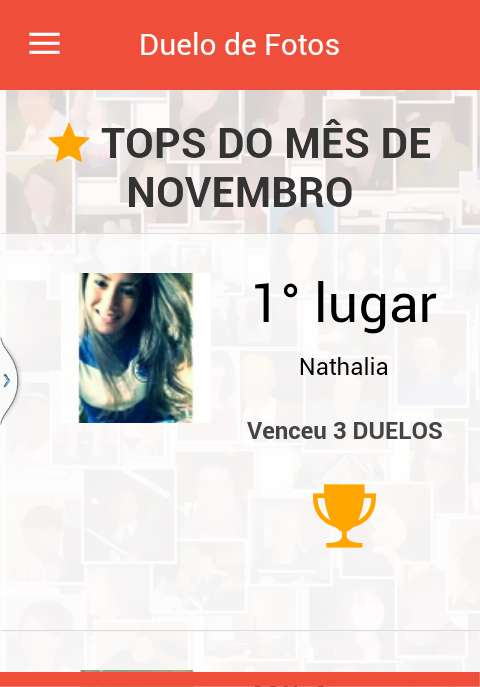 Duelo de Fotos
TOPS DO MÊS DE
NOVEMBRO
1° lugar
Nathalia
Venceu 3 DUELOS